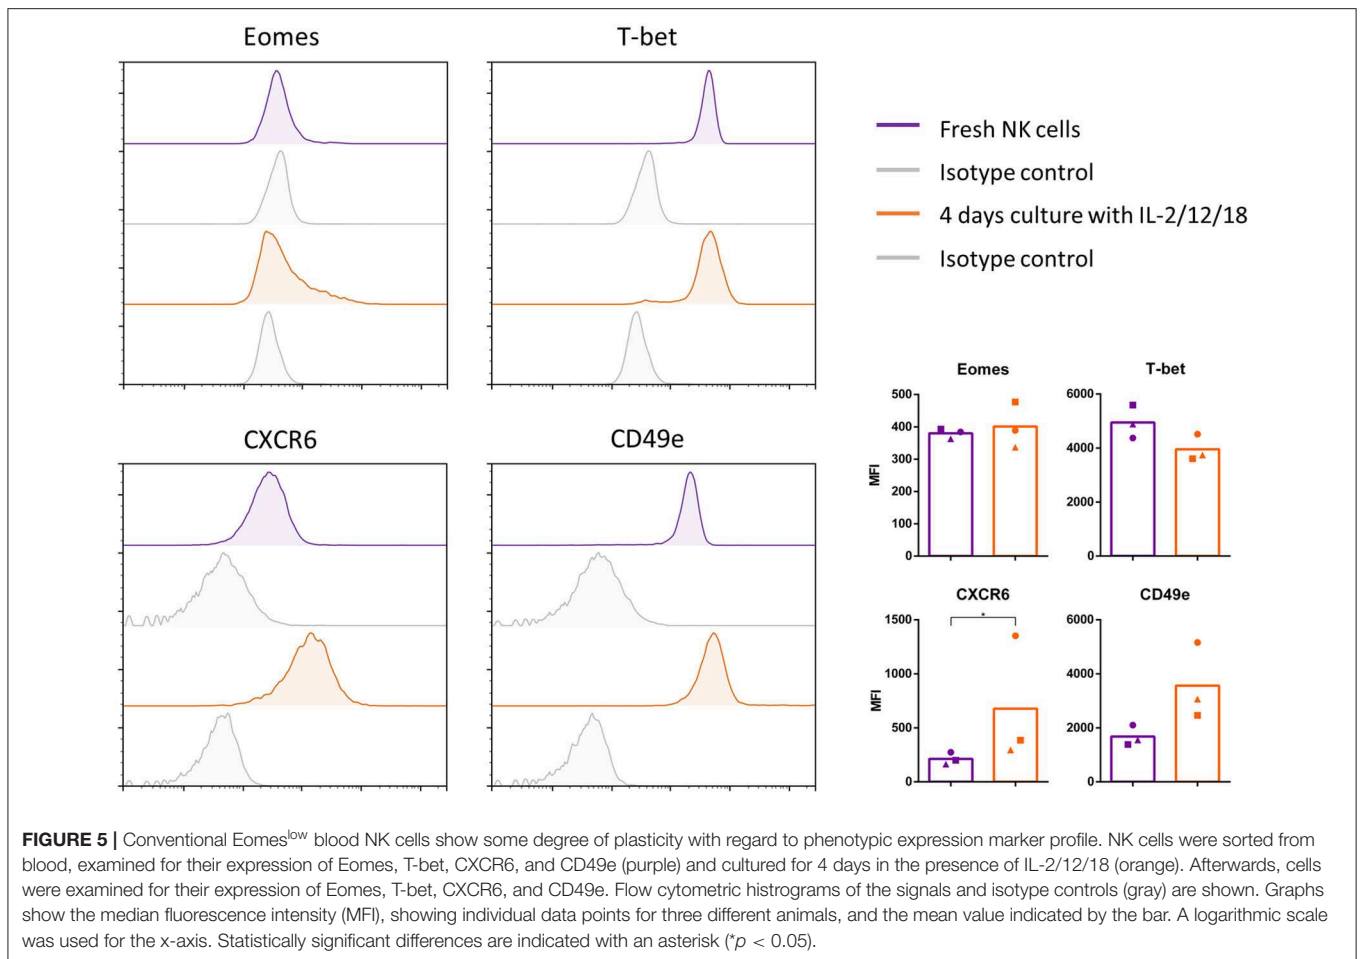 Eomes
T-bet
Fresh NK cells
Isotype control
4 days culture with IL-2/12/18
Isotype control
CXCR6
CD49e
Eomes
500
400
300
200
100
0
MFI
T-bet
6000
4000
2000
0
CXCR6
*
1500
1000
500
0
MFI
CD49e
6000
4000
2000
0
FIGURE 5 | Conventional Eomeslow blood NK cells show some degree of plasticity with regard to phenotypic expression marker profile. NK cells were sorted from
blood, examined for their expression of Eomes, T-bet, CXCR6, and CD49e (purple) and cultured for 4 days in the presence of IL-2/12/18 (orange). Afterwards, cells
were examined for their expression of Eomes, T-bet, CXCR6, and CD49e. Flow cytometric histrograms of the signals and isotype controls (gray) are shown. Graphs
show the median fluorescence intensity (MFI), showing individual data points for three different animals, and the mean value indicated by the bar. A logarithmic scale
was used for the x-axis. Statistically significant differences are indicated with an asterisk (*p < 0.05).